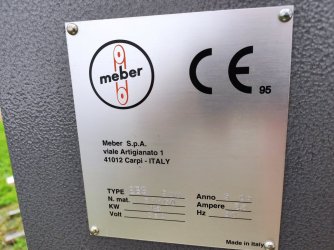 meber
CE 95
Meber S.p.A.
viale Artigianato 1
41012 Carpi - ITALY
TYPE
N. mat.
KW
Volt
Anno
Ampere
Hz
Made in Italy